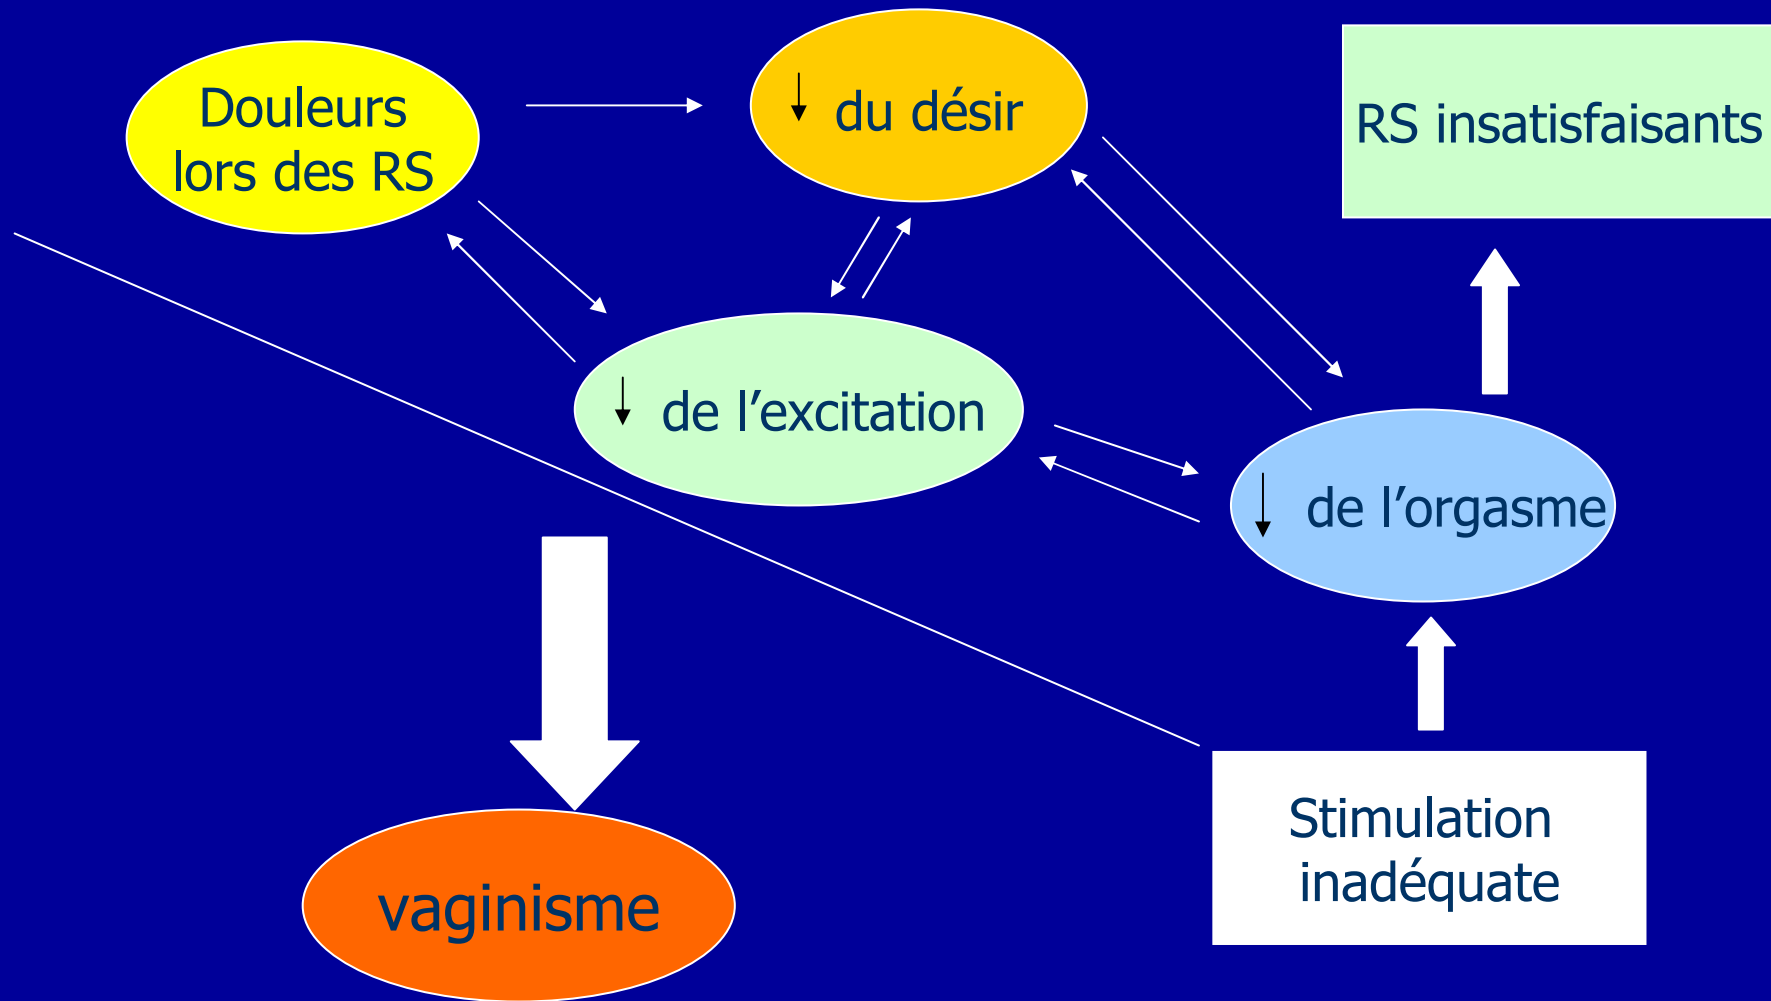 Douleurs
lors des RS
↓ du désir
RS insatisfaisants
↓ de l’excitation
↓ de l’orgasme
Stimulation
inadéquate
vaginisme